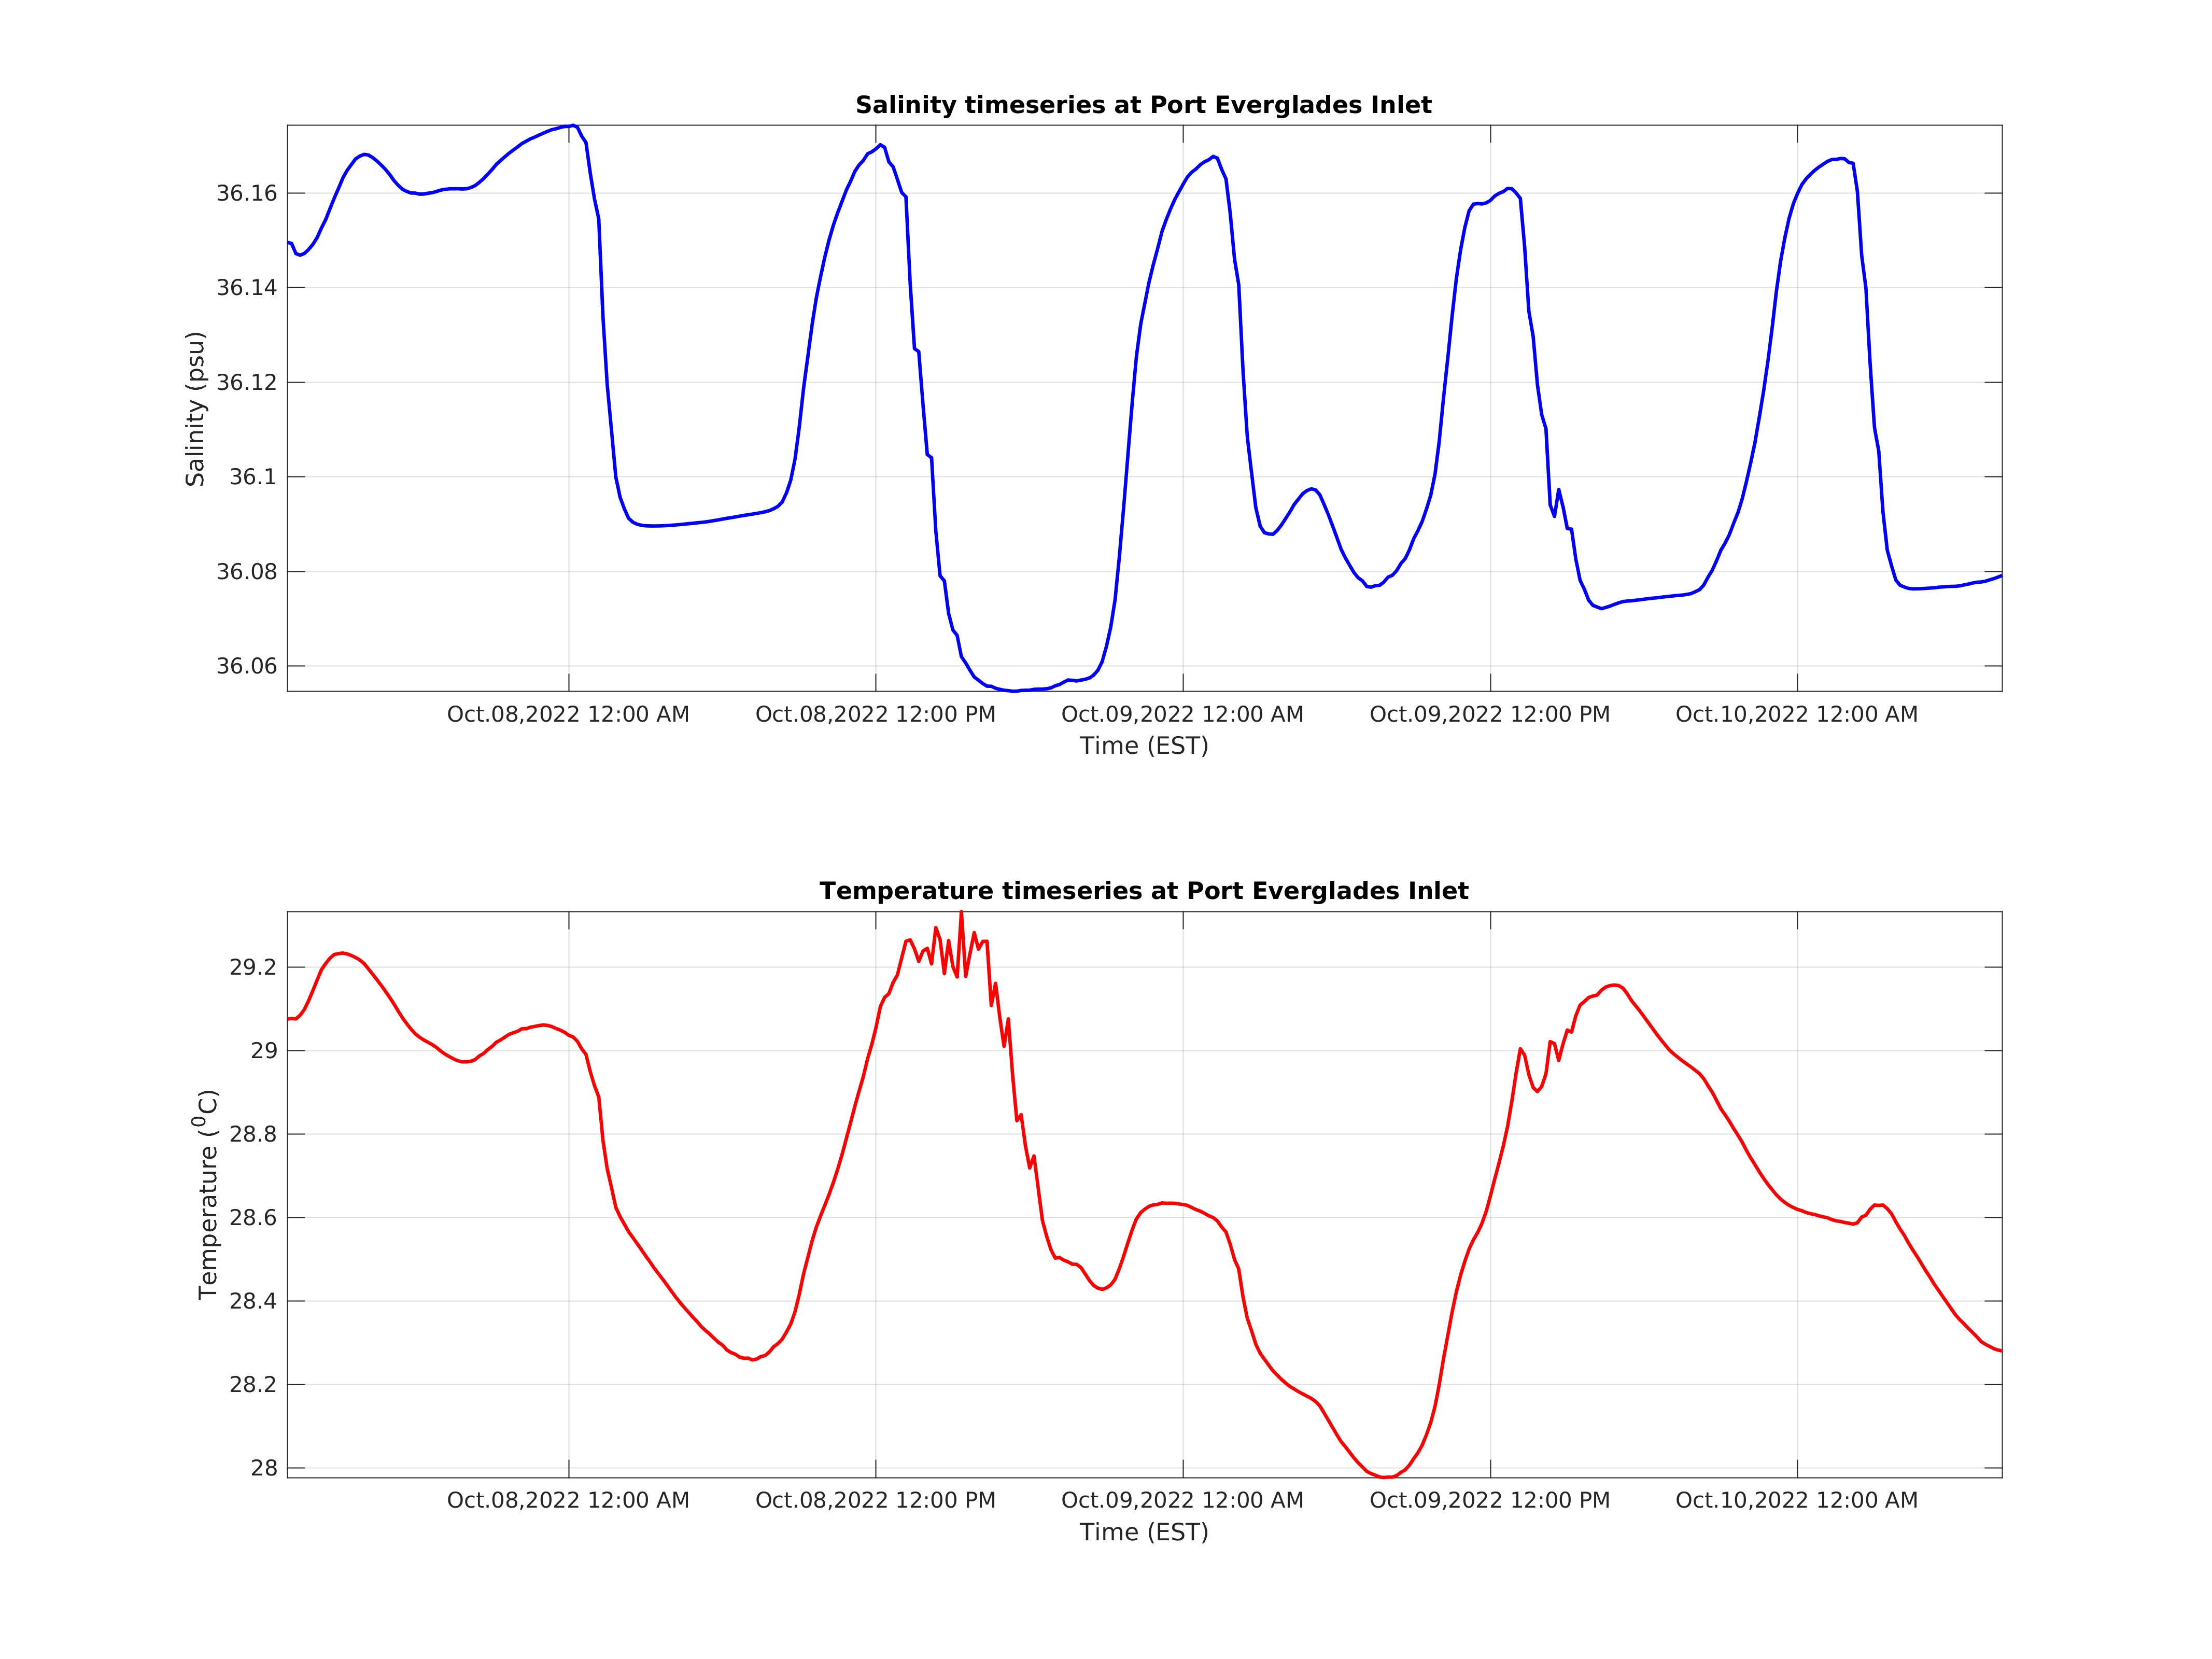 Salinity timeseries at Port Everglades Inlet
36.16
36.14
36.12
36.1
36.08
36.06
Salinity (psu)
Oct.08,2022 12:00 AM Oct.08,2022 12:00 PM Oct.09,2022 12:00 AM Oct.09,2022 12:00 PM Oct.10,2022 12:00 AM
Time (EST)
Temperature timeseries at Port Everglades Inlet
29.2
29
28.8
28.6
28.4
28.2
28
Temperature (⁰C)
Oct.08,2022 12:00 AM Oct.08,2022 12:00 PM Oct.09,2022 12:00 AM Oct.09,2022 12:00 PM Oct.10,2022 12:00 AM
Time (EST)